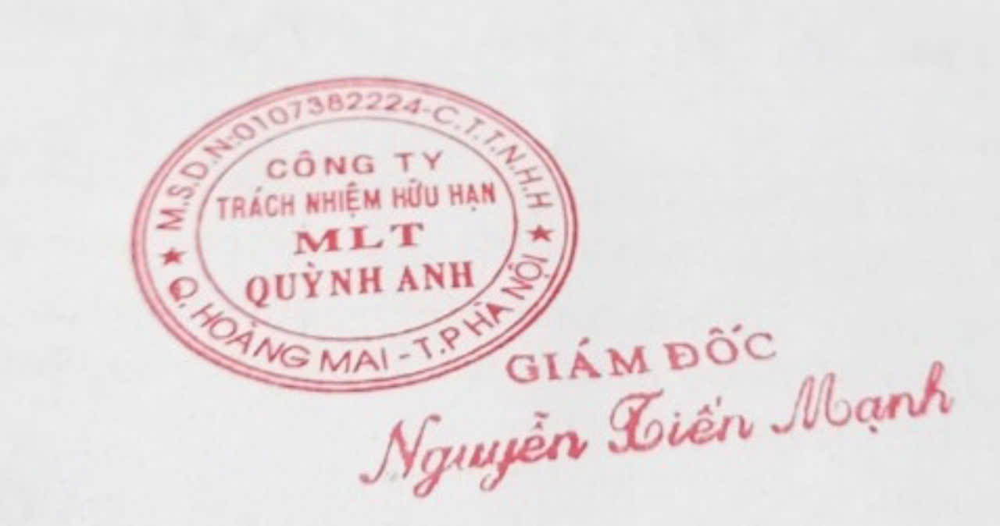 M.S.D.N:0107382224-C.T.T.N.H.H
CÔNG TY
TRÁCH NHIỆM HỮU HẠN
MLT
QUỲNH ANH
Q. HOÀNG MAI - T.P HÀ NỘI
GIÁM ĐỐC
Nguyễn Tiến Mạnh